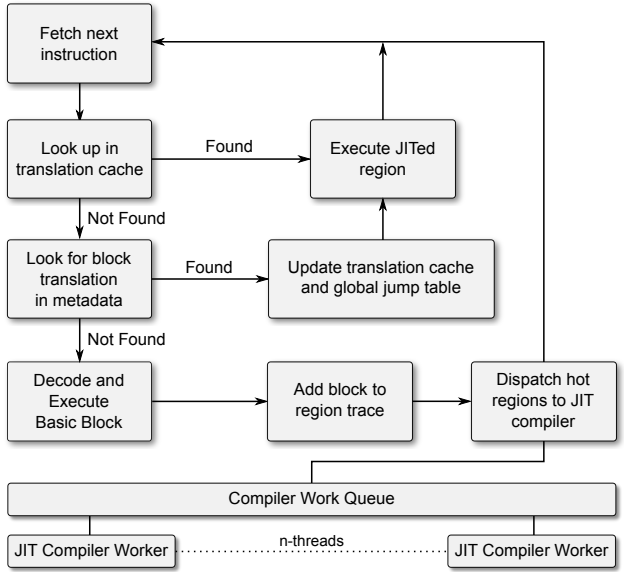 Fetch next
instruction
Look up in
translation cache
Found
Execute JITed
region
Not Found
Look for block
translation
in metadata
Found
Update translation cache
and global jump table
Not Found
Decode and
Execute
Basic Block
Add block to
region trace
Dispatch hot
regions to JIT
compiler
Compiler Work Queue
JIT Compiler Worker
n-threads
JIT Compiler Worker